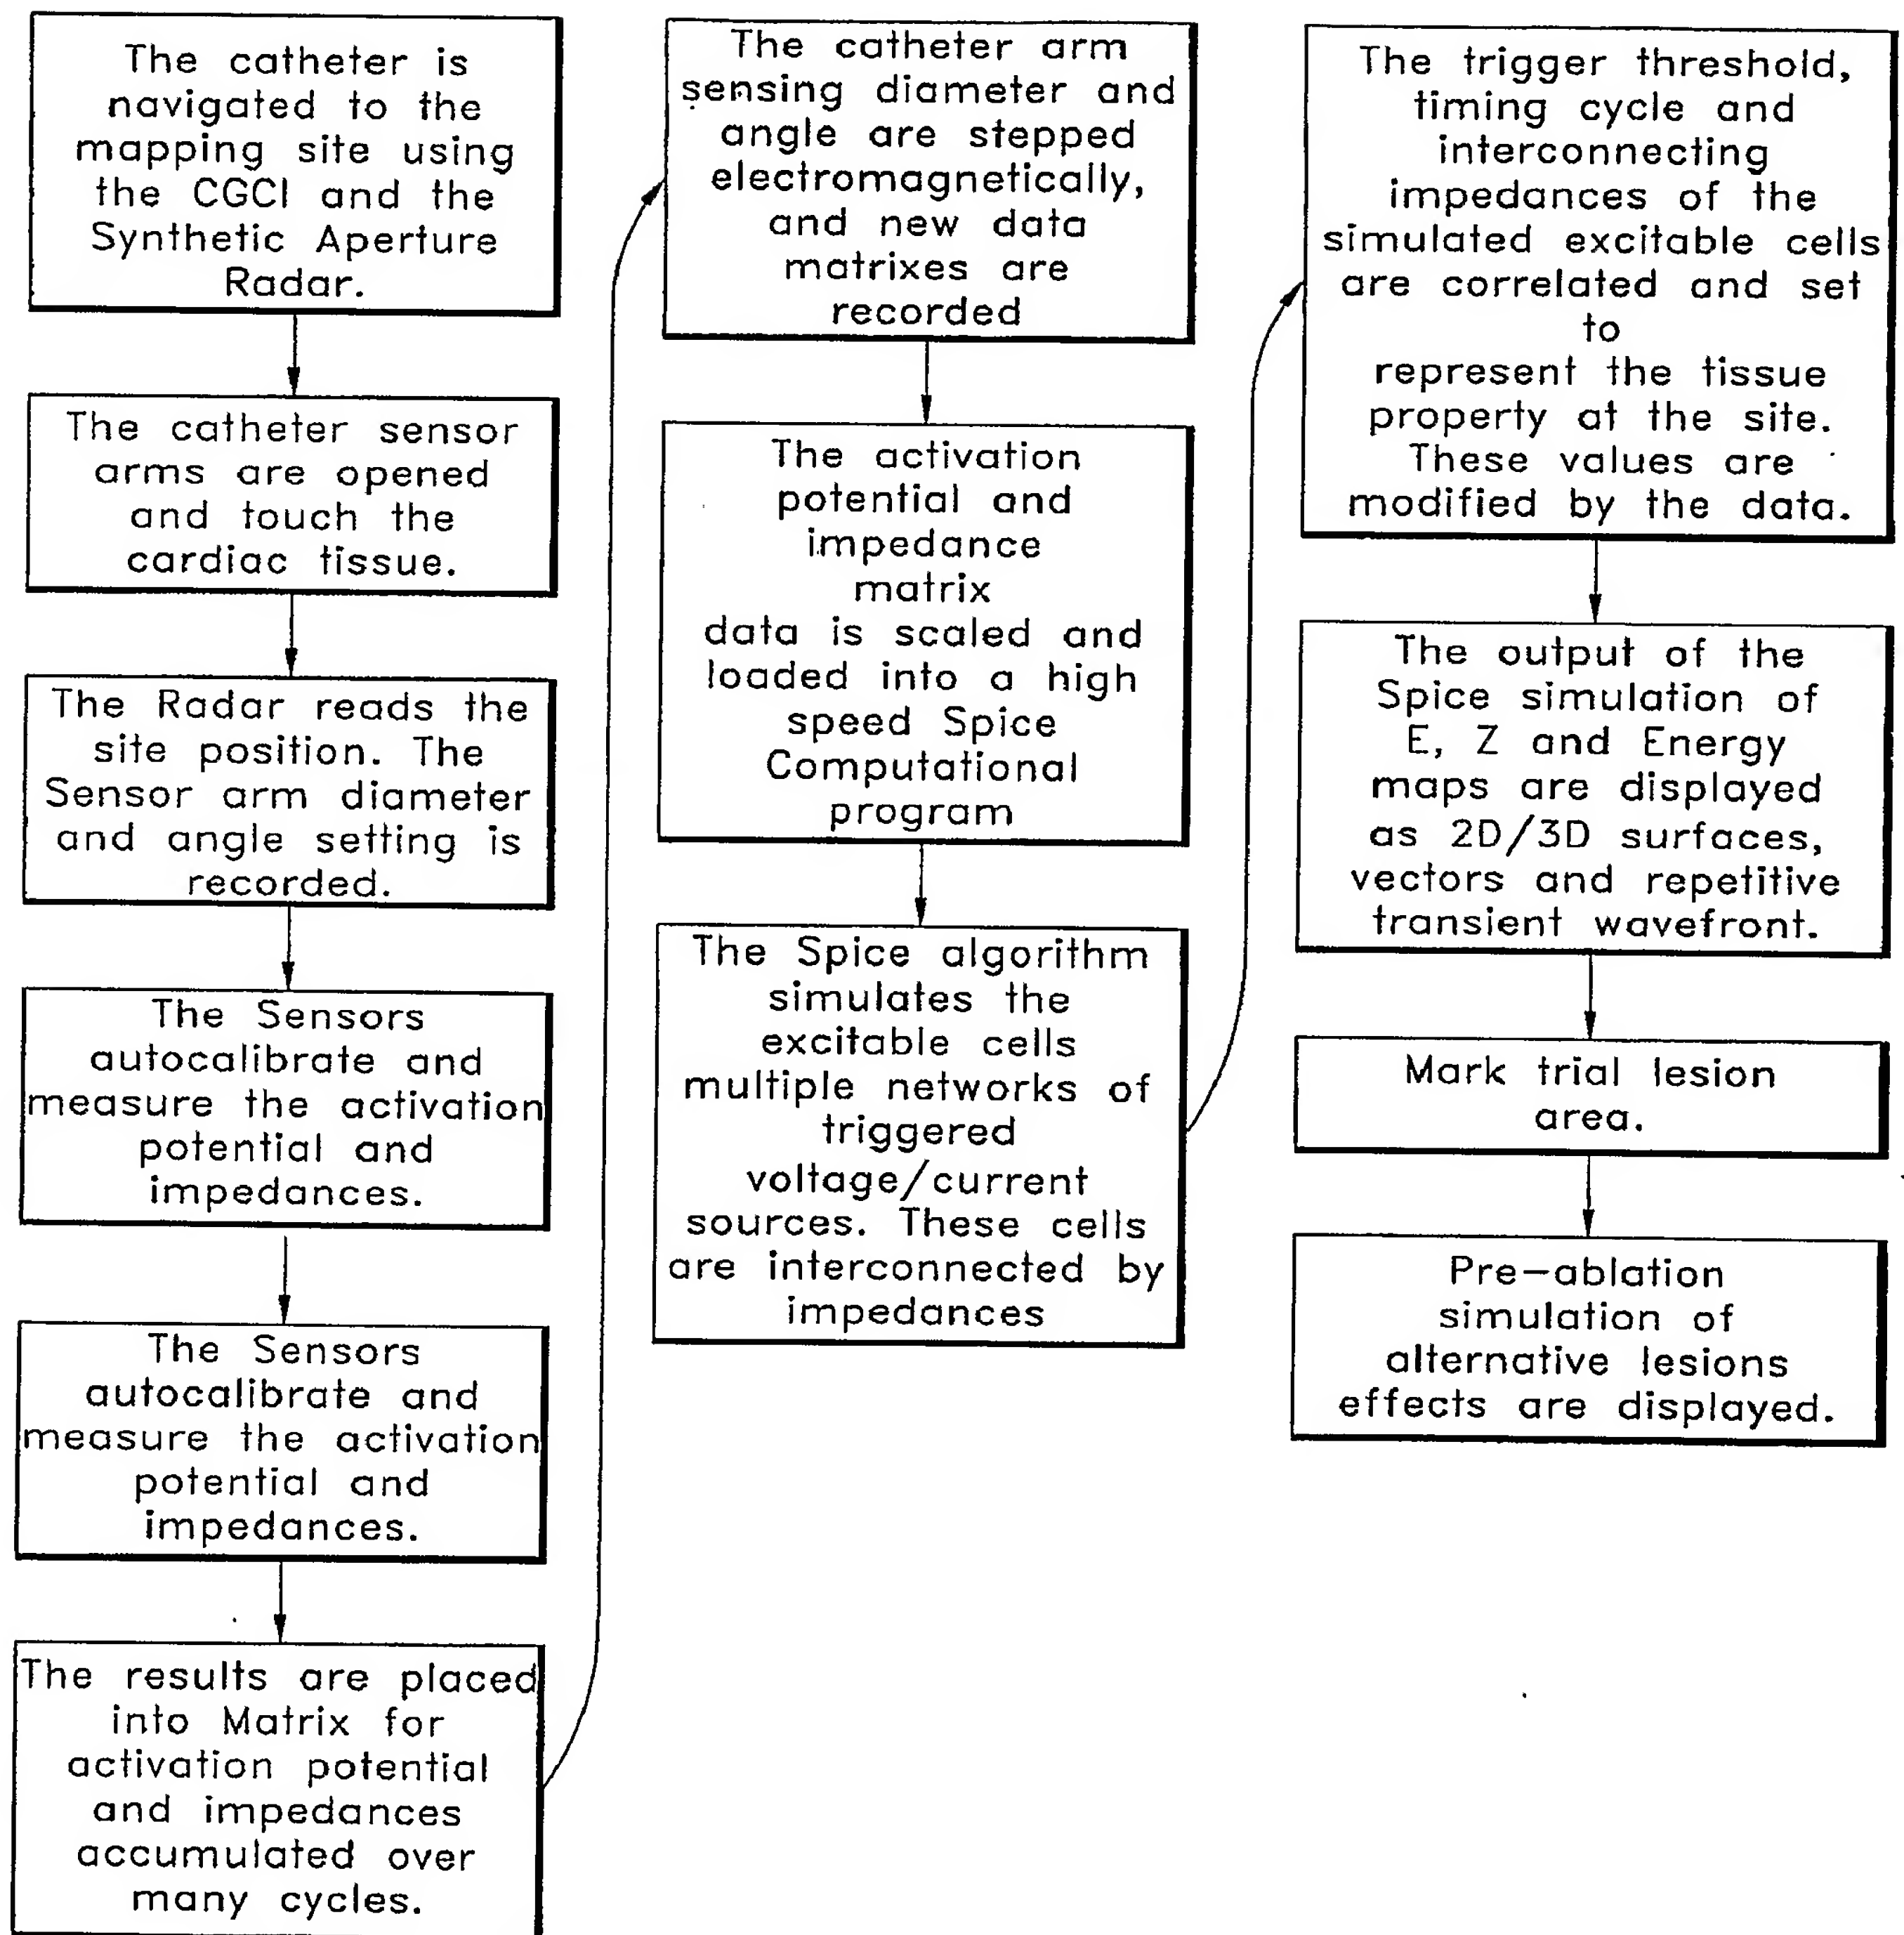 The catheter is
navigated to the
mapping site using
the CGCI and the
Synthetic Aperture
Radar.
The catheter sensor
arms are opened
and touch the
cardiac tissue.
The Radar reads the
site position. The
Sensor arm diameter
and angle setting is
recorded.
The Sensors
autocalibrate and
measure the activation
potential and
impedances.
The Sensors
autocalibrate and
measure the activation
potential and
impedances.
The results are placed
into Matrix for
activation potential
and impedances
accumulated over
many cycles.
The catheter arm
sensing diameter and
angle are stepped
electromagnetically,
and new data
matrixes are
recorded
The activation
potential and
impedance
matrix
data is scaled and
loaded into a high
speed Spice
Computational
program
The Spice algorithm
simulates the
excitable cells
multiple networks of
triggered
voltage/current
sources. These cells
are interconnected by
impedances
The trigger threshold,
timing cycle and
interconnecting
impedances of the
simulated excitable cells
are correlated and set
to
represent the tissue
property at the site.
These values are
modified by the data.
The output of the
Spice simulation of
E, Z and Energy
maps are displayed
as 2D/3D surfaces,
vectors and repetitive
transient wavefront.
Mark trial lesion
area.
Pre-ablation
simulation of
alternative lesions
effects are displayed.